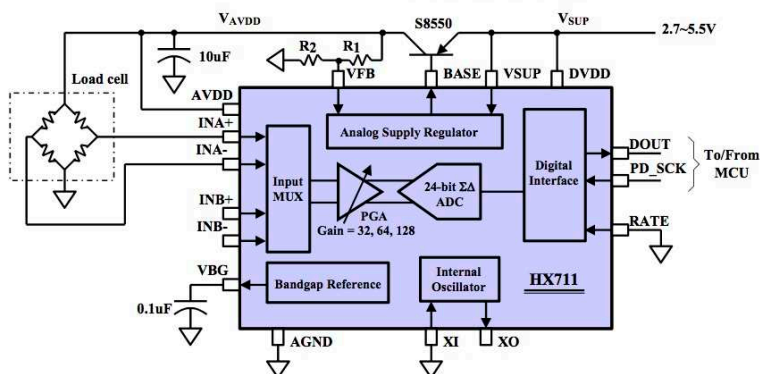 V_AVDD
S8550
V_SUP
2.7~5.5V
10uF
R2
R1
Load cell
VFB
BASE
VSUP
DVDD
AVDD
INA+
INA-
Analog Supply Regulator
DOUT
PD_SCK
To/From
MCU
Input
MUX
24-bit ΣΔ
ADC
Digital
Interface
INB+
INB-
PGA
Gain = 32, 64, 128
RATE
VBG
Bandgap Reference
Internal
Oscillator
HX711
0.1uF
AGND
XI
XO